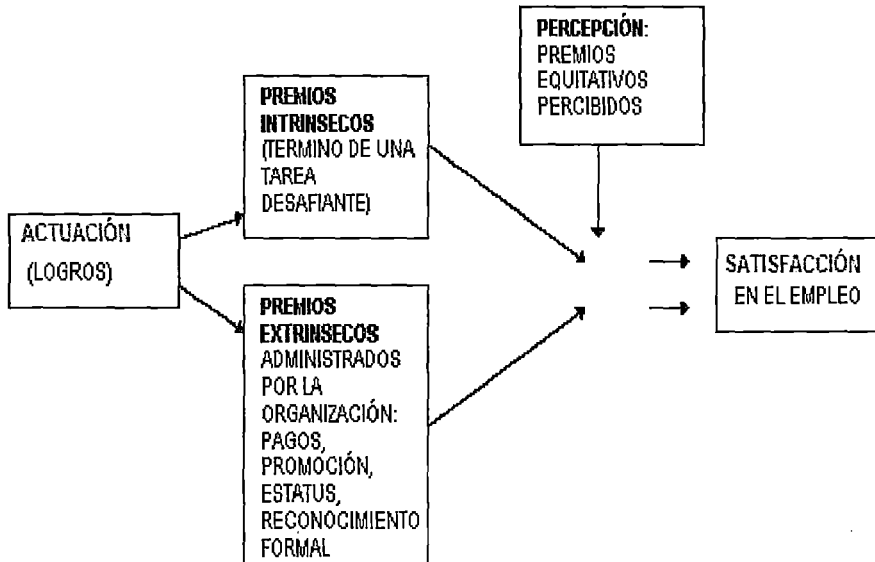 ACTUACIÓN
(LOGROS)
PREMIOS
INTRINSECOS
(TERMINO DE UNA
TAREA
DESAFIANTE)
PREMIOS
EXTRINSECOS
ADMINISTRADOS
POR LA
ORGANIZACIÓN:
PAGOS,
PROMOCIÓN,
ESTATUS,
RECONOCIMIENTO
FORMAL
PERCEPCIÓN:
PREMIOS
EQUITATIVOS
PERCIBIDOS
SATISFACCIÓN
EN EL EMPLEO